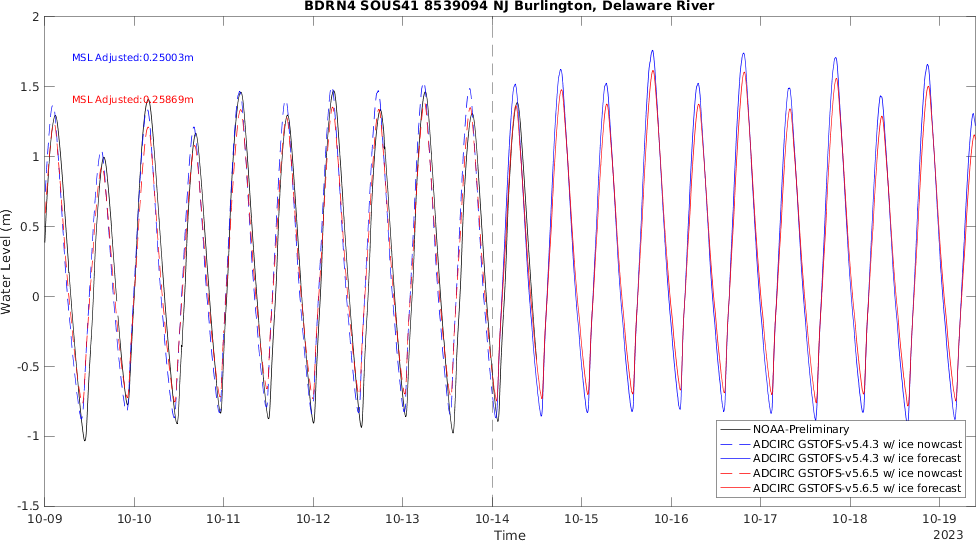 BDRN4 SOUS41 8539094 NJ Burlington, Delaware River
MSL Adjusted:0.25003m
MSL Adjusted:0.25869m
Water Level (m)
2
1.5
1
0.5
0
-0.5
-1
-1.5
NOAA-Preliminary
ADCIRC GSTOFS-v5.4.3 w/ ice nowcast
ADCIRC GSTOFS-v5.4.3 w/ ice forecast
ADCIRC GSTOFS-v5.6.5 w/ ice nowcast
ADCIRC GSTOFS-v5.6.5 w/ ice forecast
10-09 10-10 10-11 10-12 10-13 10-14 10-15 10-16 10-17 10-18 10-19
Time
2023